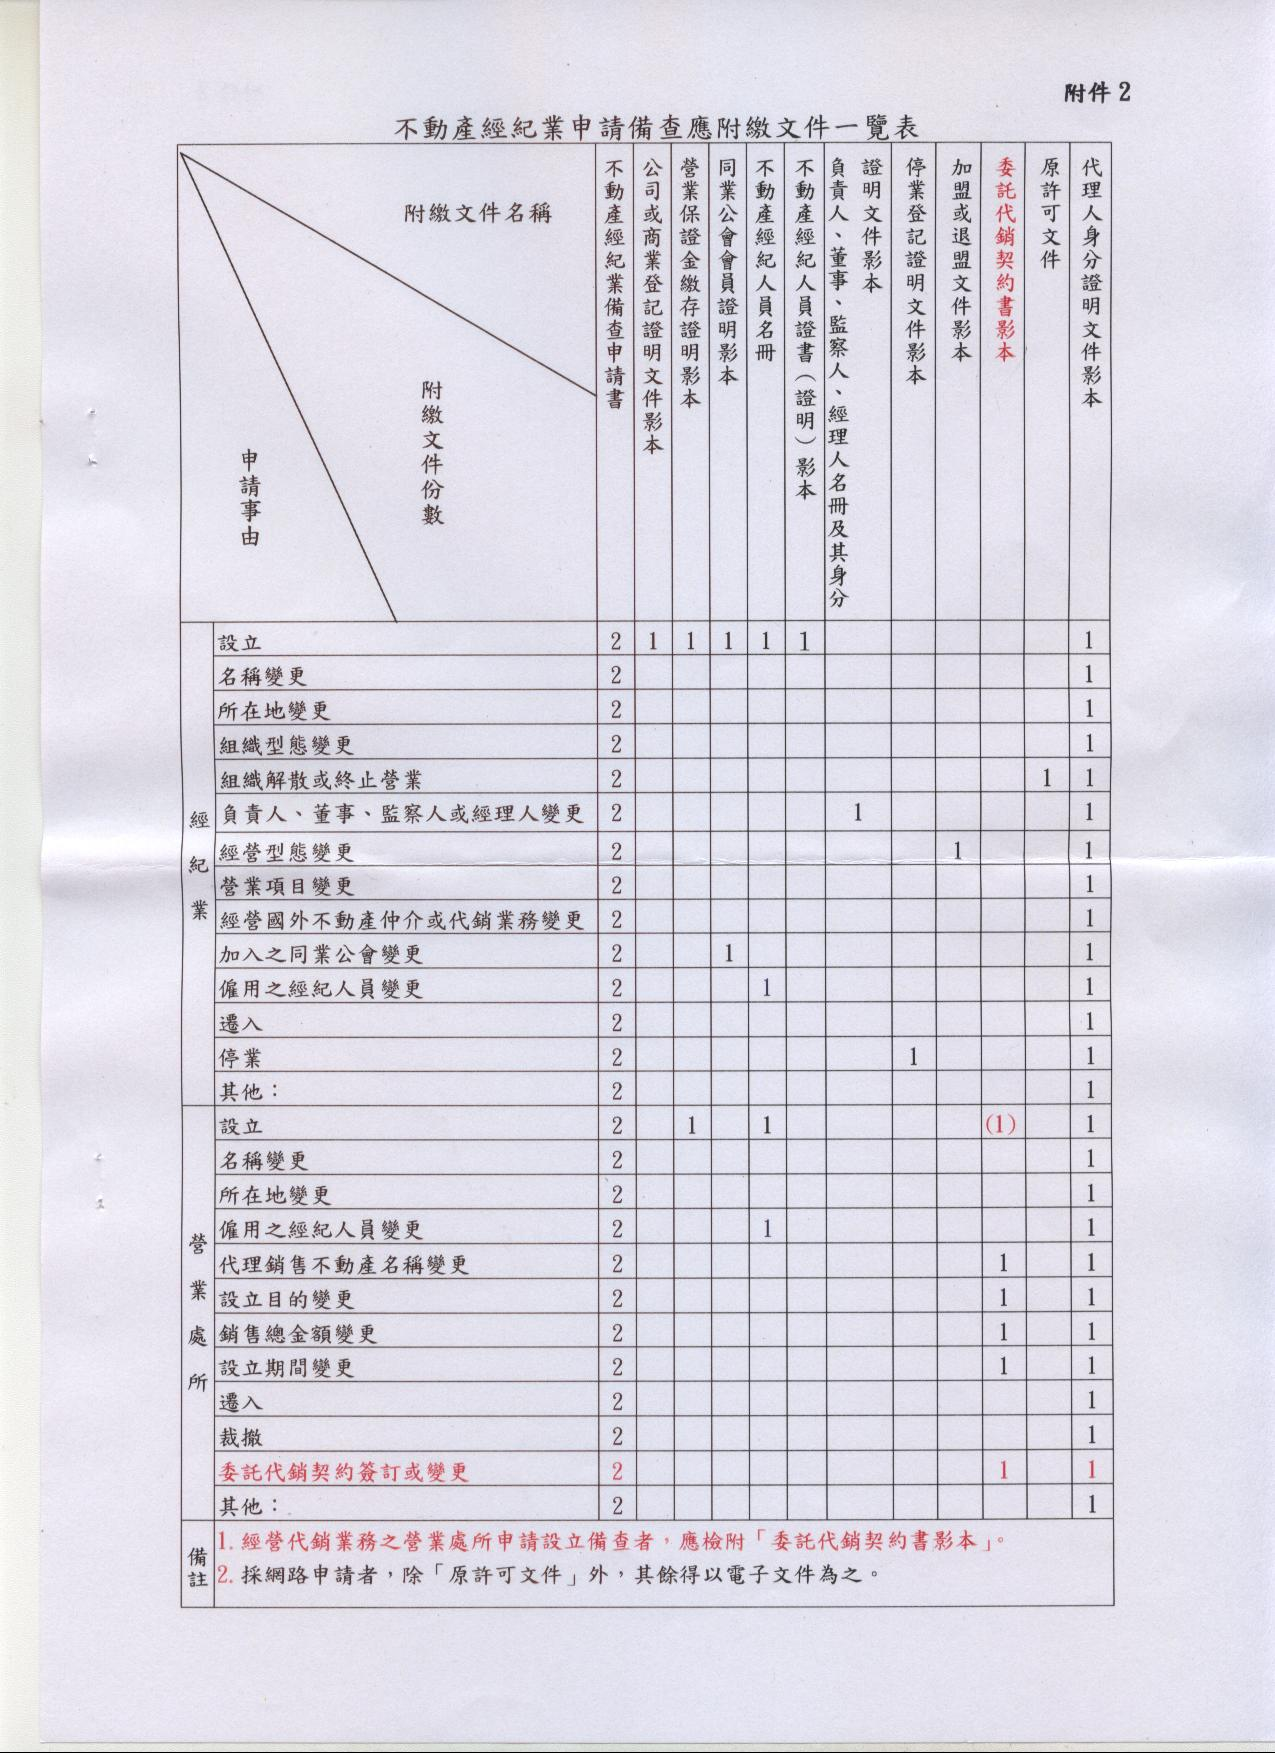 附件 2
不動產經紀業申請備查應附繳文件一覽表
附繳文件名稱
附繳文件份數
申請事由
不動產經紀業備查申請書
公司或商業登記證明文件影本
營業保證金繳存證明影本
同業公會會員證明影本
不動產經紀人員名冊
不動產經紀人員證書（證明）影本
負責人、董事、監察人、經理人名冊及其身分
證明文件影本
停業登記證明文件影本
加盟或退盟文件影本
委託代銷契約書影本
原許可文件
代理人身分證明文件影本
經紀業
設立 2 1 1 1 1 1 1
名稱變更 2 1
所在地變更 2 1
組織型態變更 2 1
組織解散或終止營業 2 1 1
負責人、董事、監察人或經理人變更 2 1 1
經營型態變更 2 1 1
營業項目變更 2 1
經營國外不動產仲介或代銷業務變更 2 1
加入之同業公會變更 2 1 1
僱用之經紀人員變更 2 1 1
遷入 2 1
停業 2 1 1
其他： 2 1
營業處所
設立 2 1 1 (1) 1
名稱變更 2 1
所在地變更 2 1
僱用之經紀人員變更 2 1 1
代理銷售不動產名稱變更 2 1 1
設立目的變更 2 1 1
銷售總金額變更 2 1 1
設立期間變更 2 1 1
遷入 2 1
裁撤 2 1
委託代銷契約簽訂或變更 2 1 1
其他： 2 1
備註
1. 經營代銷業務之營業處所申請設立備查者，應檢附「委託代銷契約書影本」。
2. 採網路申請者，除「原許可文件」外，其餘得以電子文件為之。